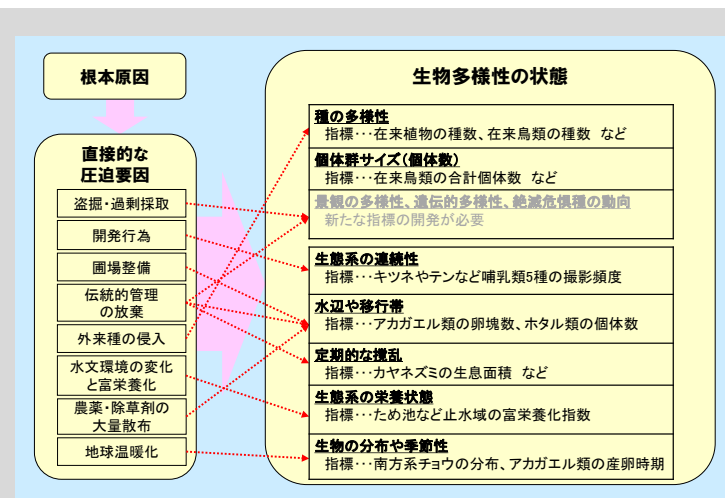 根本原因
直接的な
圧迫要因
盗掘・過剰採取
開発行為
圃場整備
伝統的管理
の放棄
外来種の侵入
水文環境の変化
と富栄養化
農薬・除草剤の
大量散布
地球温暖化
生物多様性の状態
種の多様性
指標…在来植物の種数、在来鳥類の種数 など
個体群サイズ(個体数)
指標…在来鳥類の合計個体数 など
景観の多様性、遺伝的多様性、絶滅危惧種の動向
新たな指標の開発が必要
生態系の連続性
指標…キツネやテンなど哺乳類5種の撮影頻度
水辺や移行帯
指標…アカガエル類の卵塊数、ホタル類の個体数
定期的な攪乱
指標…カヤネズミの生息面積 など
生態系の栄養状態
指標…ため池など止水域の富栄養化指数
生物の分布や季節性
指標…南方系チョウの分布、アカガエル類の産卵時期